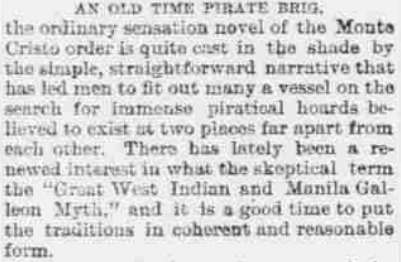 AN OLD TIME PIRATE BRIG.
the ordinary sensation novel of the Monte
Cristo order is quite cast in the shade by
the simple, straightforward narrative that
has led men to fit out many a vessel on the
search for immense piratical hoards be-
lieved to exist at two places far apart from
each other. There has lately been a re-
newed interest in what the skeptical term
the "Great West Indian and Manila Gal-
leon Myth," and it is a good time to put
the traditions in coherent and reasonable
form.